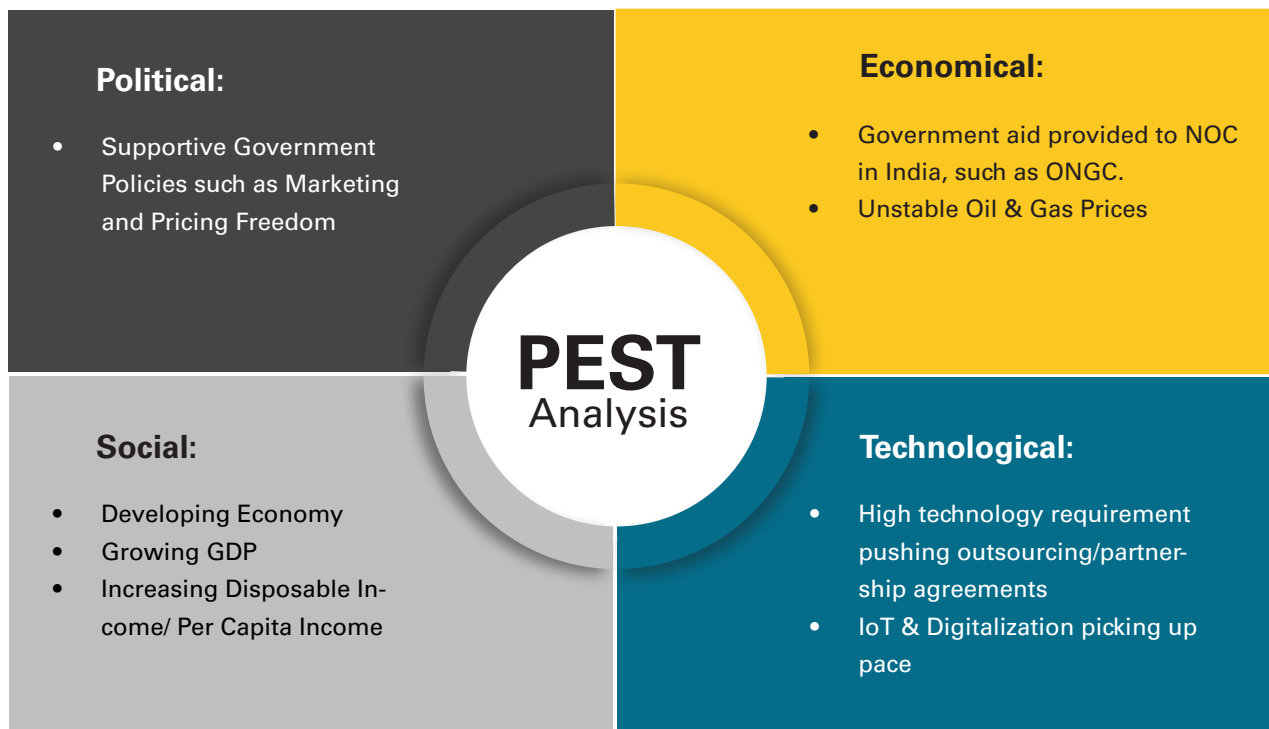 Political:
• Supportive Government
Policies such as Marketing
and Pricing Freedom
Economical:
• Government aid provided to NOC
in India, such as ONGC.
• Unstable Oil & Gas Prices
PEST
Analysis
Social:
• Developing Economy
• Growing GDP
• Increasing Disposable In-
come/ Per Capita Income
Technological:
• High technology requirement
pushing outsourcing/partner-
ship agreements
• IoT & Digitalization picking up
pace